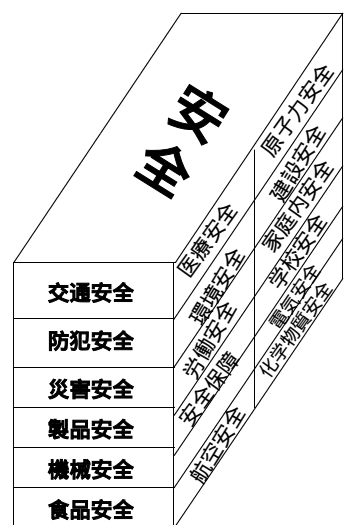 安全
交通安全
防犯安全
災害安全
製品安全
機械安全
食品安全
医療安全
環境安全
労働安全
安全保障
航空安全
原子力安全
建設安全
家庭内安全
学校安全
電気安全
化学物質安全